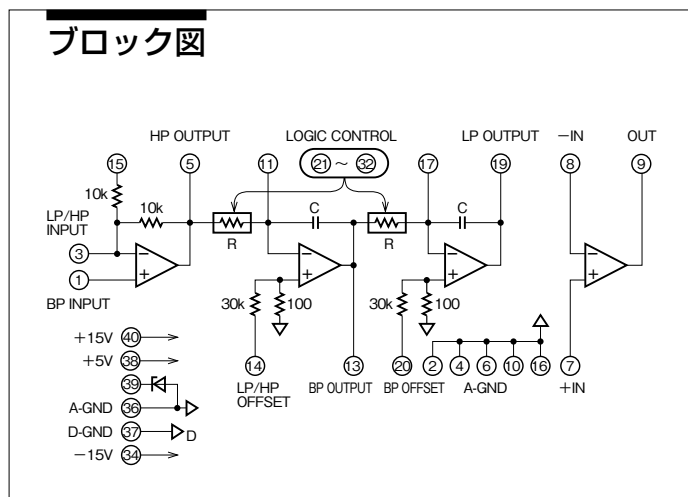 ブロック図
HP OUTPUT LOGIC CONTROL LP OUTPUT −IN OUT
15 5 11 21 ～ 32 17 19 8 9
10k
10k C C
LP/HP
INPUT
3 R R
− − − −
1 + + + +
BP INPUT 30k 100 30k 100
+15V 40
+5V 38
39
A-GND 36
D-GND 37 D
−15V 34
14 13 20 2 4 6 10 16 7
LP/HP
OFFSET BP OUTPUT BP OFFSET A-GND +IN